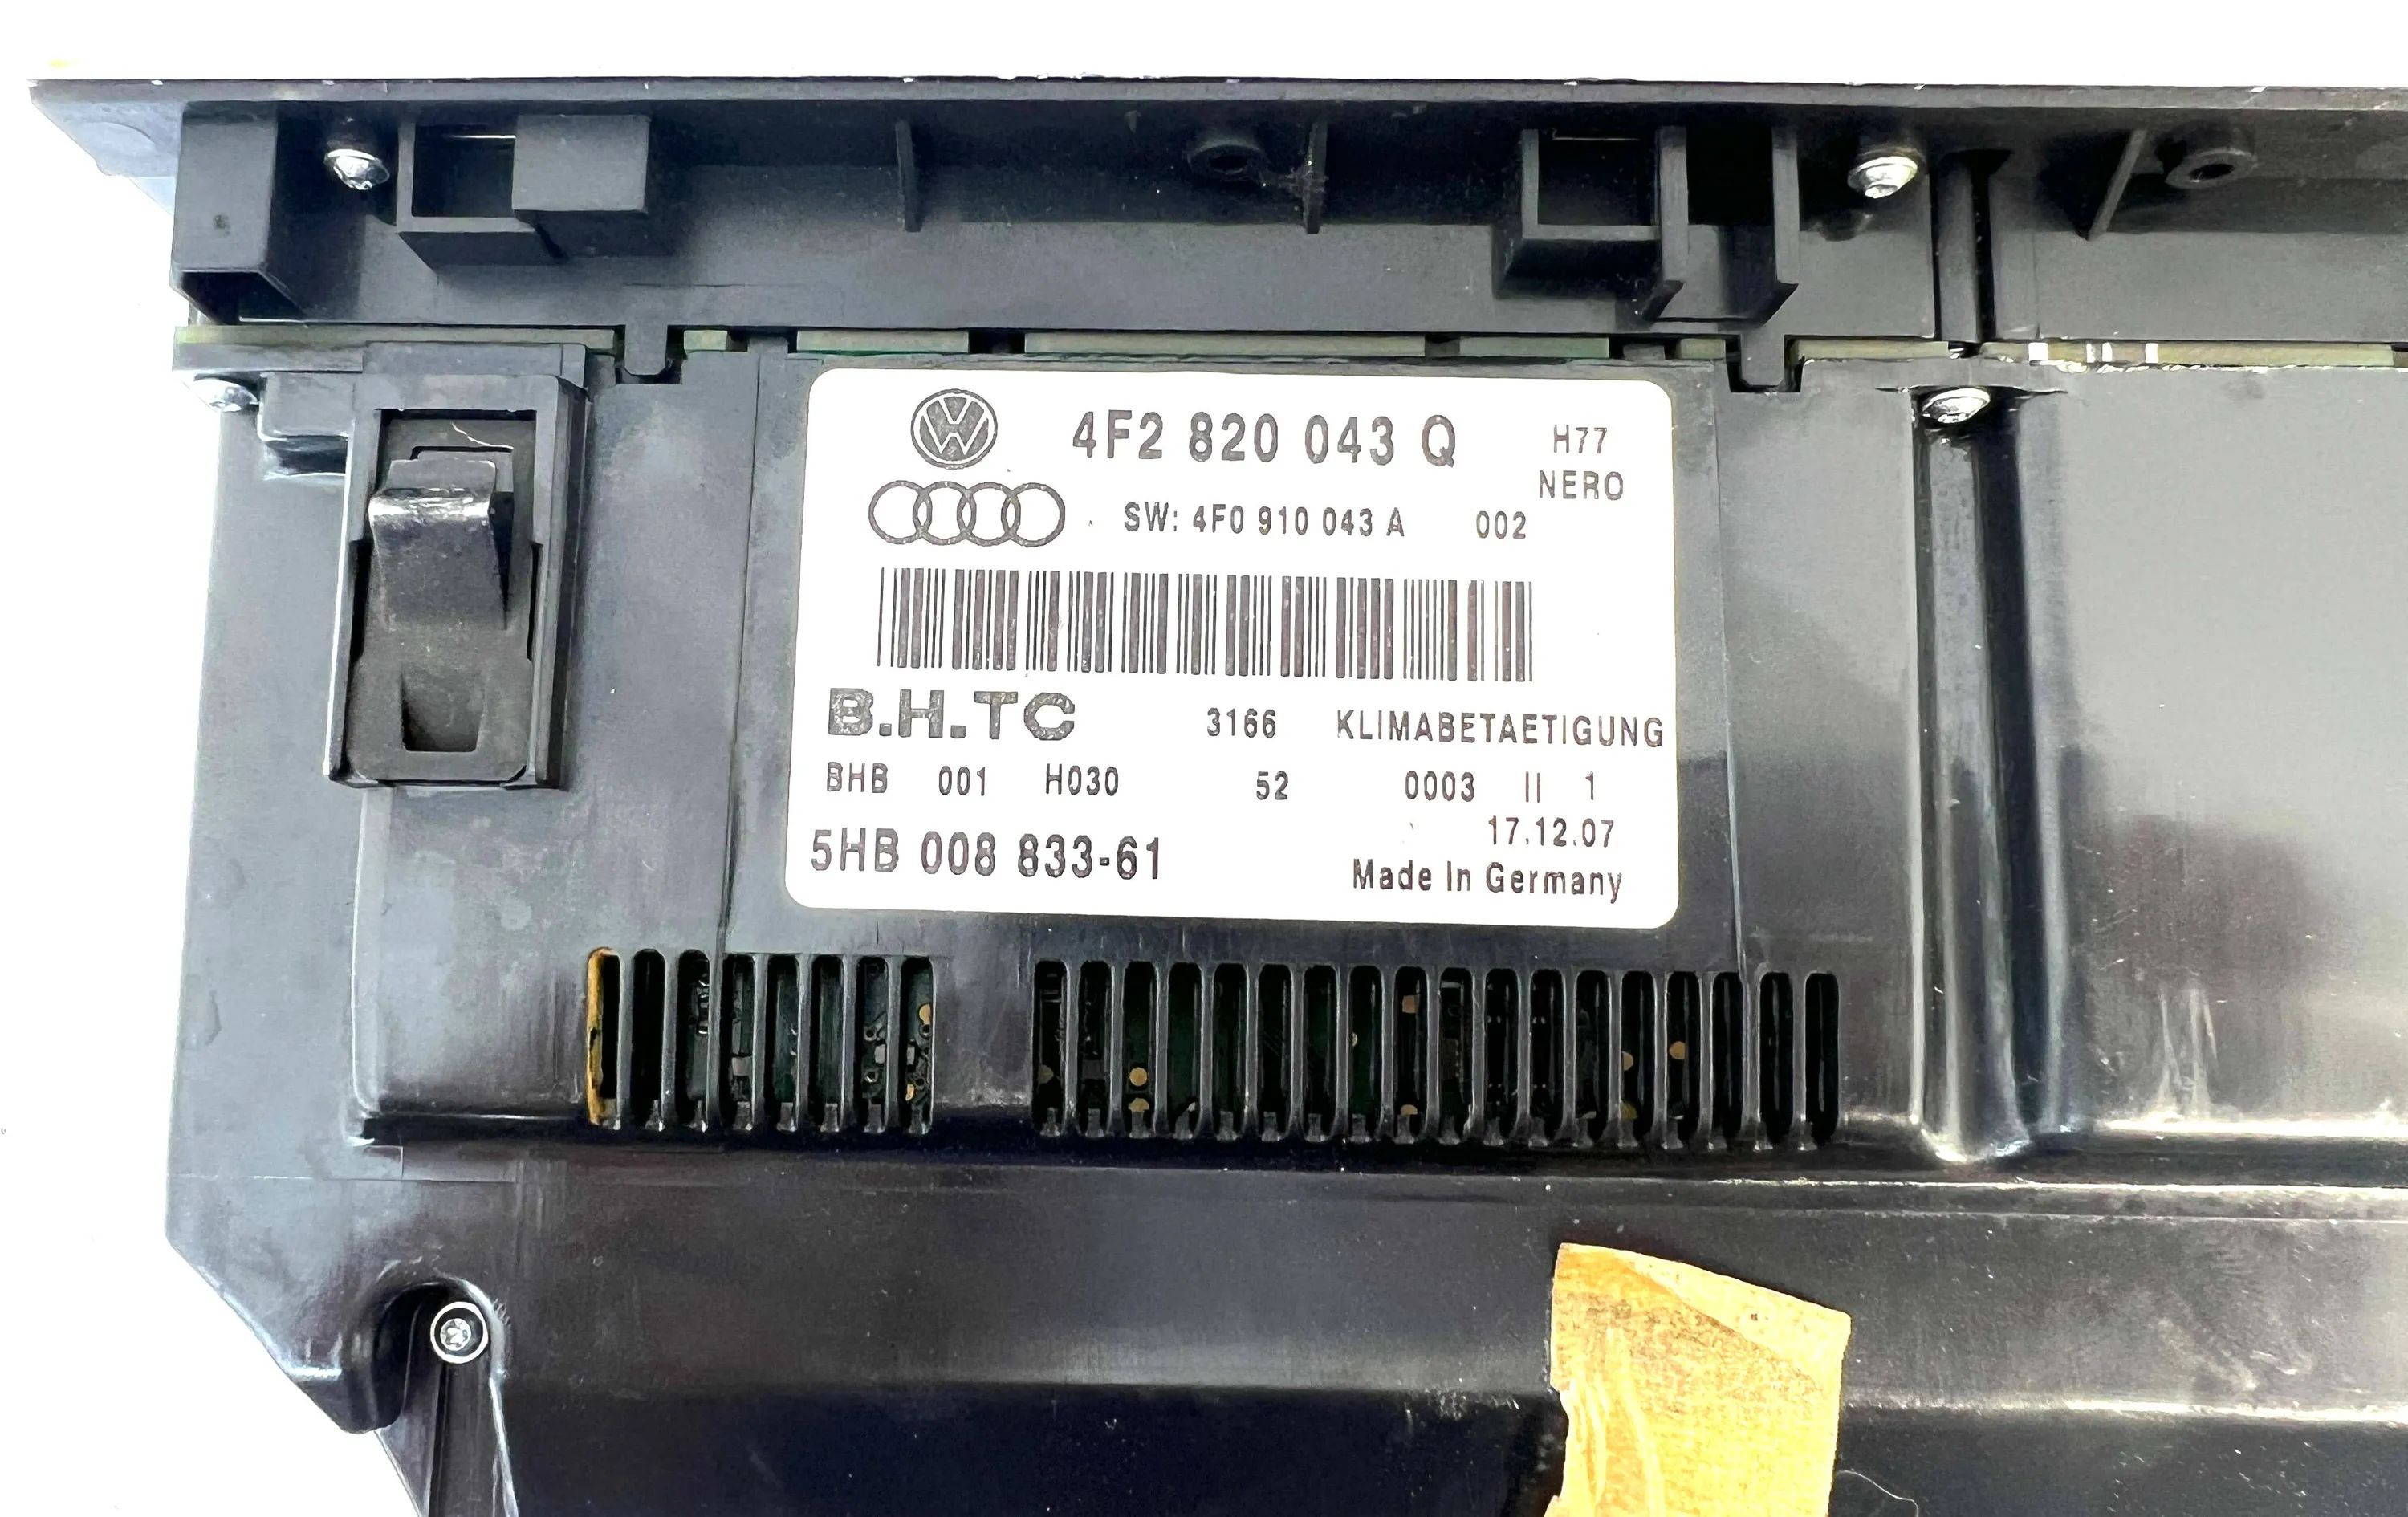 4F2 820 043 Q H77
NERO
SW: 4F0 910 043 A 002
B.H.TC 3166 KLIMABETAETIGUNG
BHB 001 H030 52 0003 II 1
17.12.07
5HB 008 833-61
Made In Germany